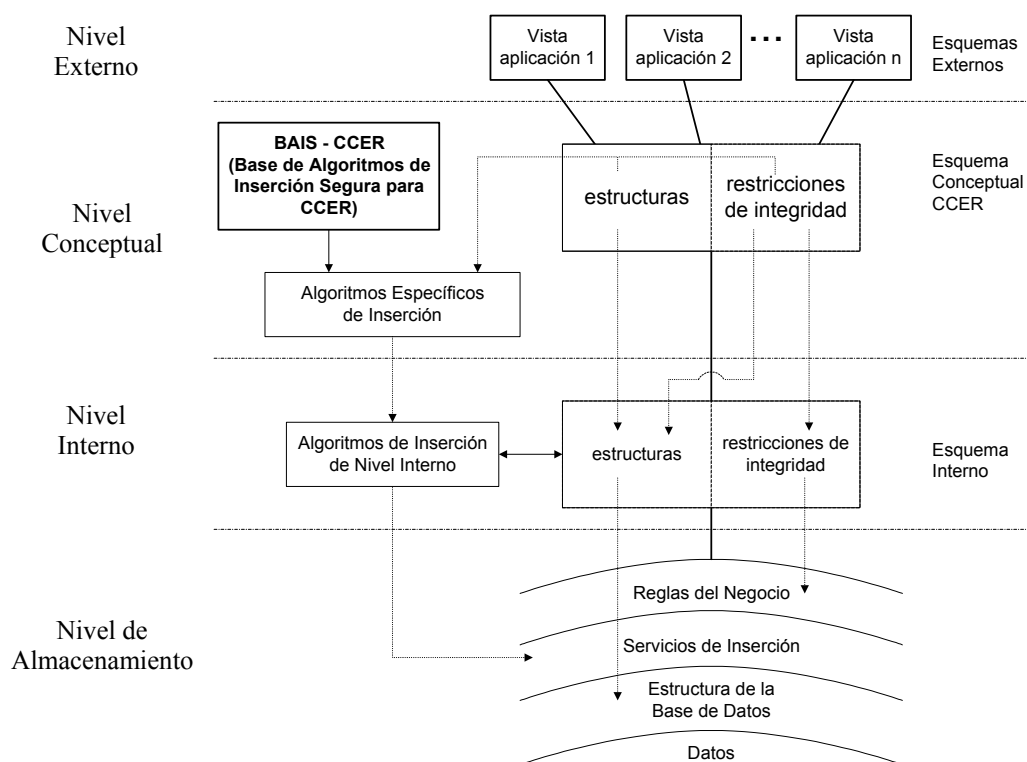 Nivel
Externo
Vista
aplicación 1
Vista
aplicación 2
...
Vista
aplicación n
Esquemas
Externos
Nivel
Conceptual
BAIS - CCER
(Base de Algoritmos de
Inserción Segura para
CCER)
estructuras
restricciones
de integridad
Esquema
Conceptual
CCER
Algoritmos Específicos
de Inserción
Nivel
Interno
Algoritmos de Inserción
de Nivel Interno
estructuras
restricciones de
integridad
Esquema
Interno
Nivel de
Almacenamiento
Reglas del Negocio
Servicios de Inserción
Estructura de la
Base de Datos
Datos